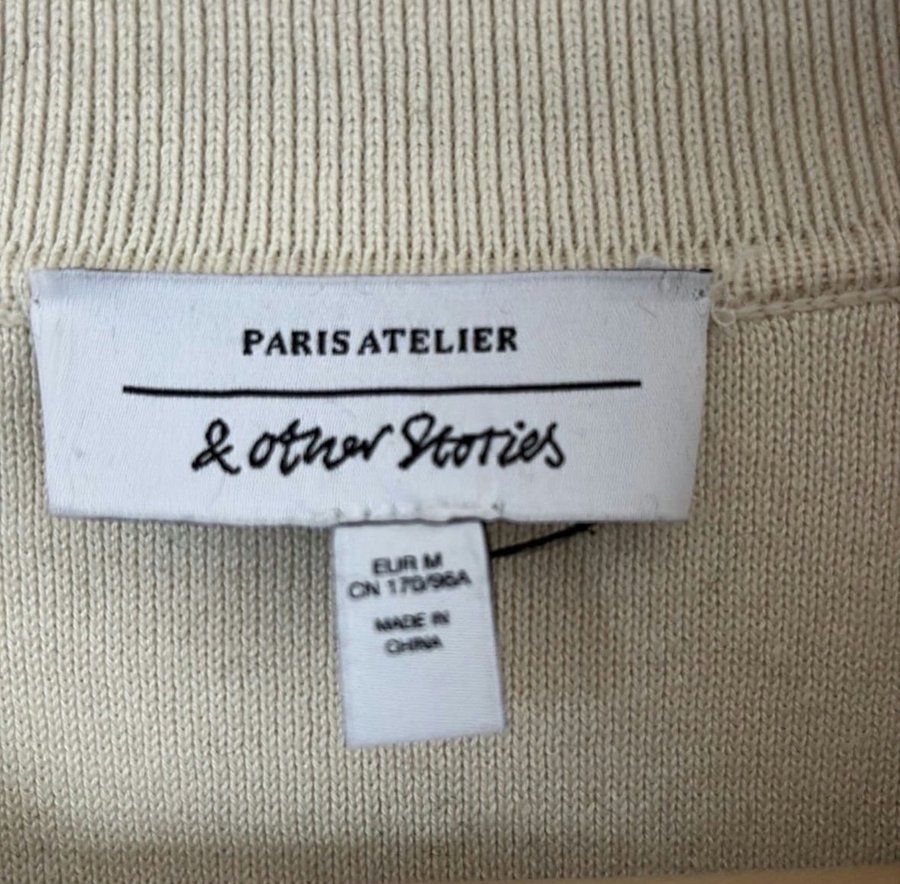 PARIS ATELIER
& other Stories
EUR M
CN 170/96A
MADE IN
CHINA